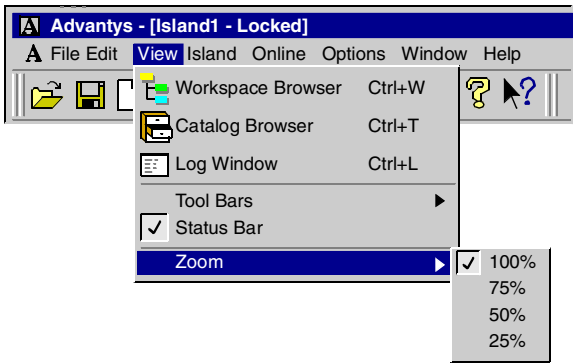 A Advantys - [Island1 - Locked]
A File Edit View Island Online Options Window Help
Workspace Browser Ctrl+W
Catalog Browser Ctrl+T
Log Window Ctrl+L
Tool Bars
Status Bar
Zoom
100%
75%
50%
25%